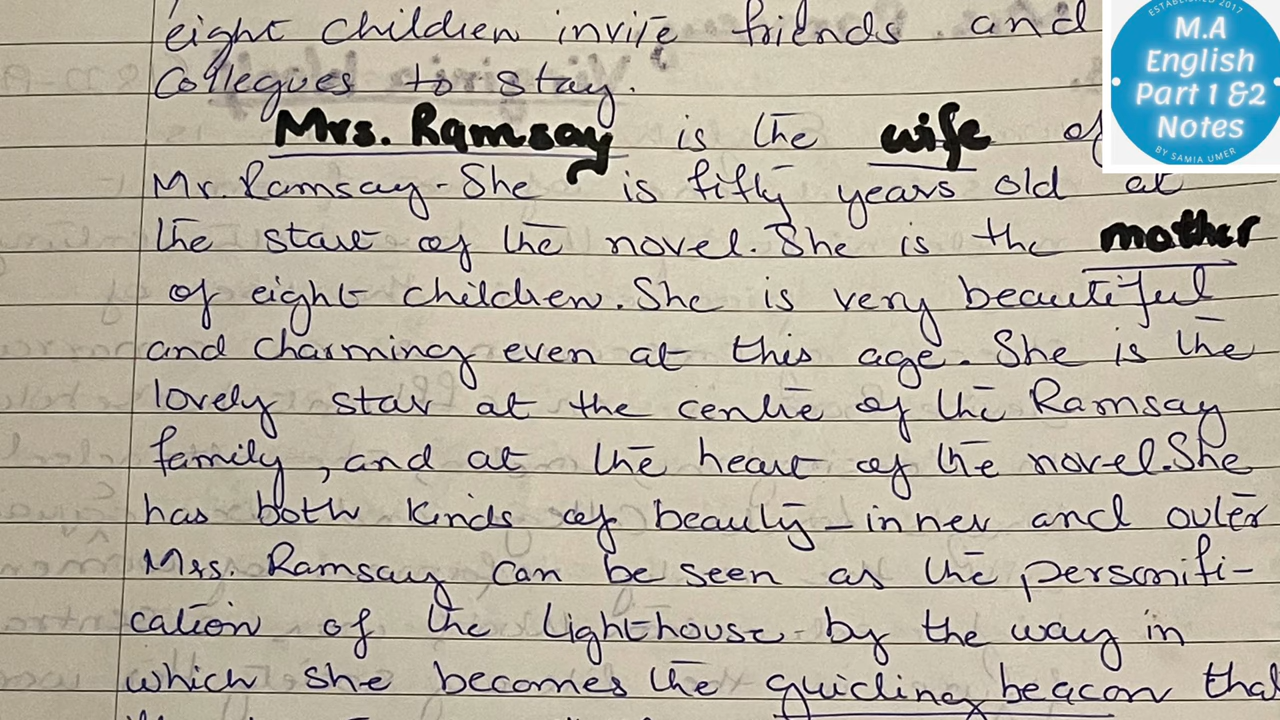 eight children invite friends and
Collegues to stay.
Mrs. Ramsay is the wife of
Mr. Ramsay. She is fifty years old at
the start of the novel. She is the mother
of eight children. She is very beautiful
and charming even at this age. She is the
lovely star at the centre of the Ramsay
family, and at the heart of the novel. She
has both kinds of beauty - inner and outer
Mrs. Ramsay can be seen as the personifi-
cation of the Lighthouse by the way in
which she becomes the guiding beacon that
ESTABLISHED 2017
M.A
English
Part 1 &2
Notes
BY SAMIA UMER